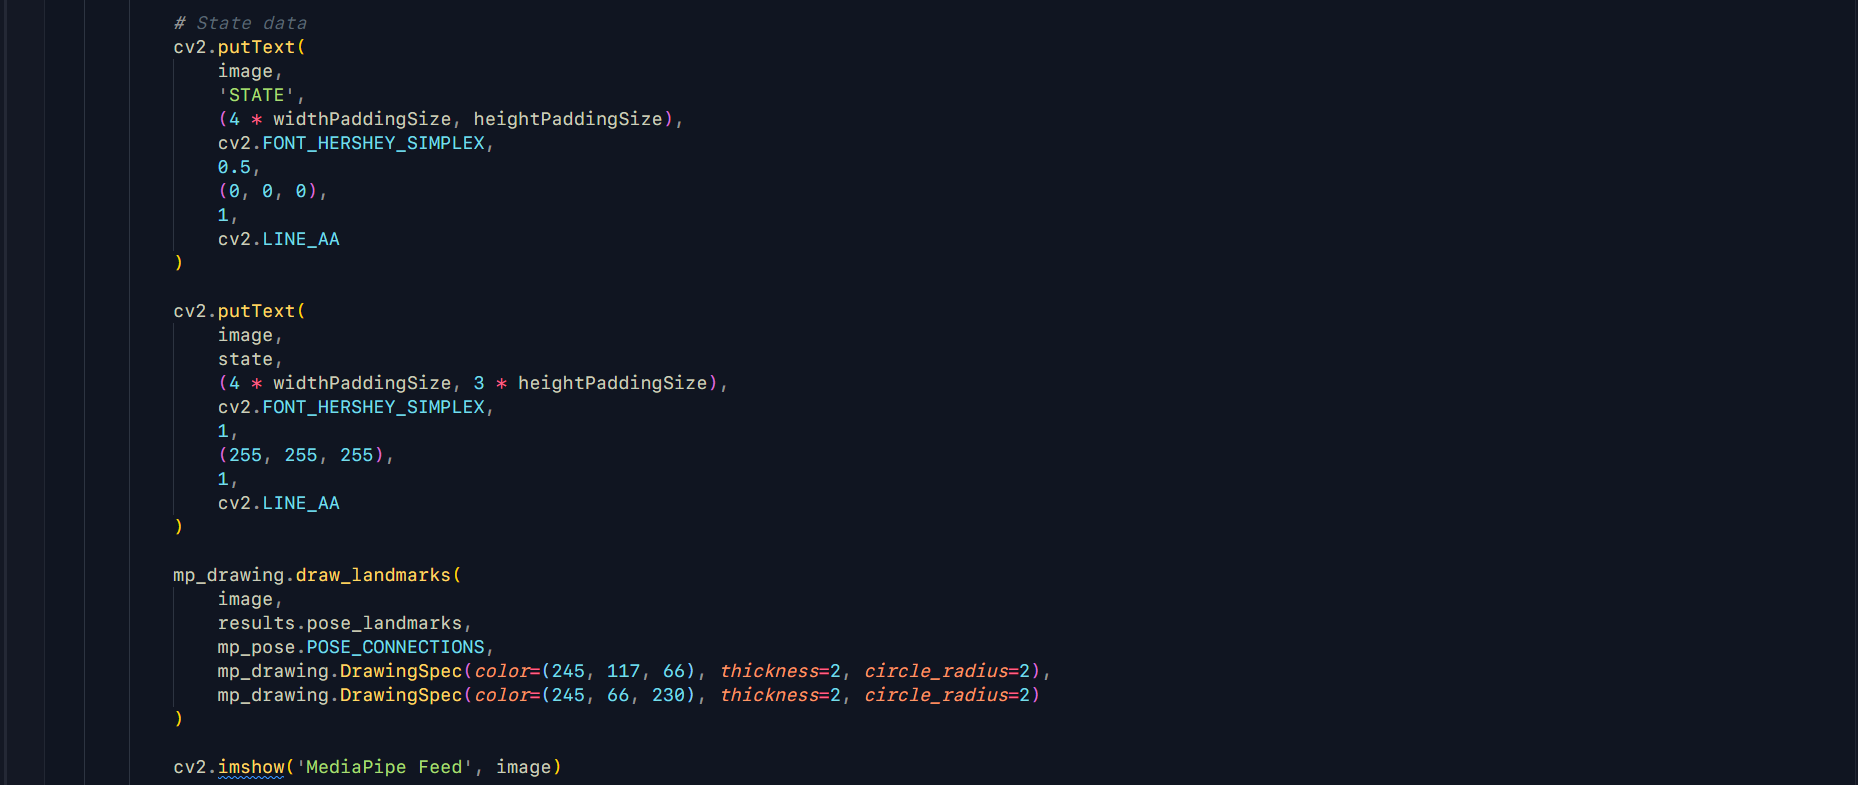 # State data
cv2.putText(
    image,
    'STATE',
    (4 * widthPaddingSize, heightPaddingSize),
    cv2.FONT_HERSHEY_SIMPLEX,
    0.5,
    (0, 0, 0),
    1,
    cv2.LINE_AA
)

cv2.putText(
    image,
    state,
    (4 * widthPaddingSize, 3 * heightPaddingSize),
    cv2.FONT_HERSHEY_SIMPLEX,
    1,
    (255, 255, 255),
    1,
    cv2.LINE_AA
)

mp_drawing.draw_landmarks(
    image,
    results.pose_landmarks,
    mp_pose.POSE_CONNECTIONS,
    mp_drawing.DrawingSpec(color=(245, 117, 66), thickness=2, circle_radius=2),
    mp_drawing.DrawingSpec(color=(245, 66, 230), thickness=2, circle_radius=2)
)

cv2.imshow('MediaPipe Feed', image)